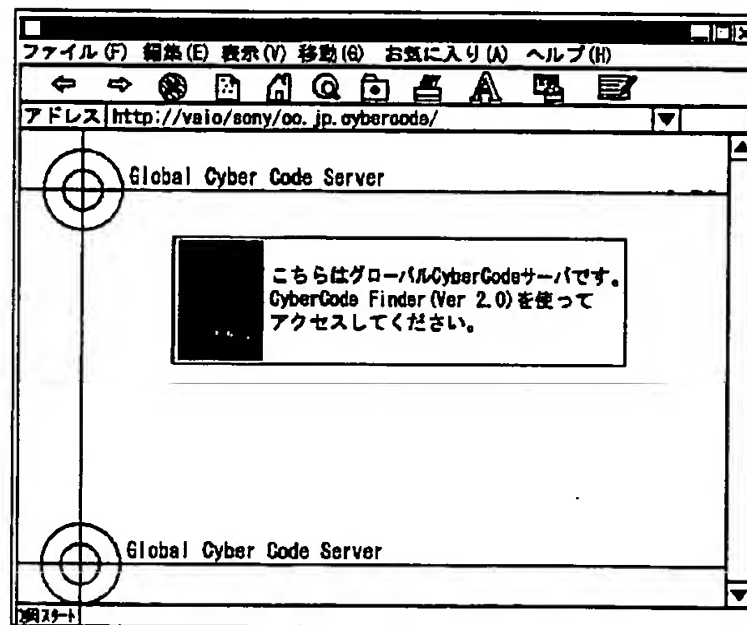 ファイル(F) 編集(E) 表示(V) 移動(G) お気に入り(A) ヘルプ(H)
アドレス http://vaio/sony/co.jp.cybercode/
Global Cyber Code Server
こちらはグローバルCyberCodeサーバです。
CyberCode Finder(Ver 2.0)を使って
アクセスしてください。
Global Cyber Code Server
スタート